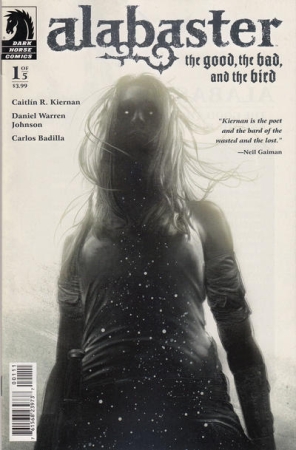 DARK
HORSE
COMICS
1 OF
5
$3.99
alabaster
the good, the bad,
and the bird
Caitlín R. Kiernan
Daniel Warren
Johnson
Carlos Badilla
"Kiernan is the poet
and the bard of the
wasted and the lost."
—Neil Gaiman
00111